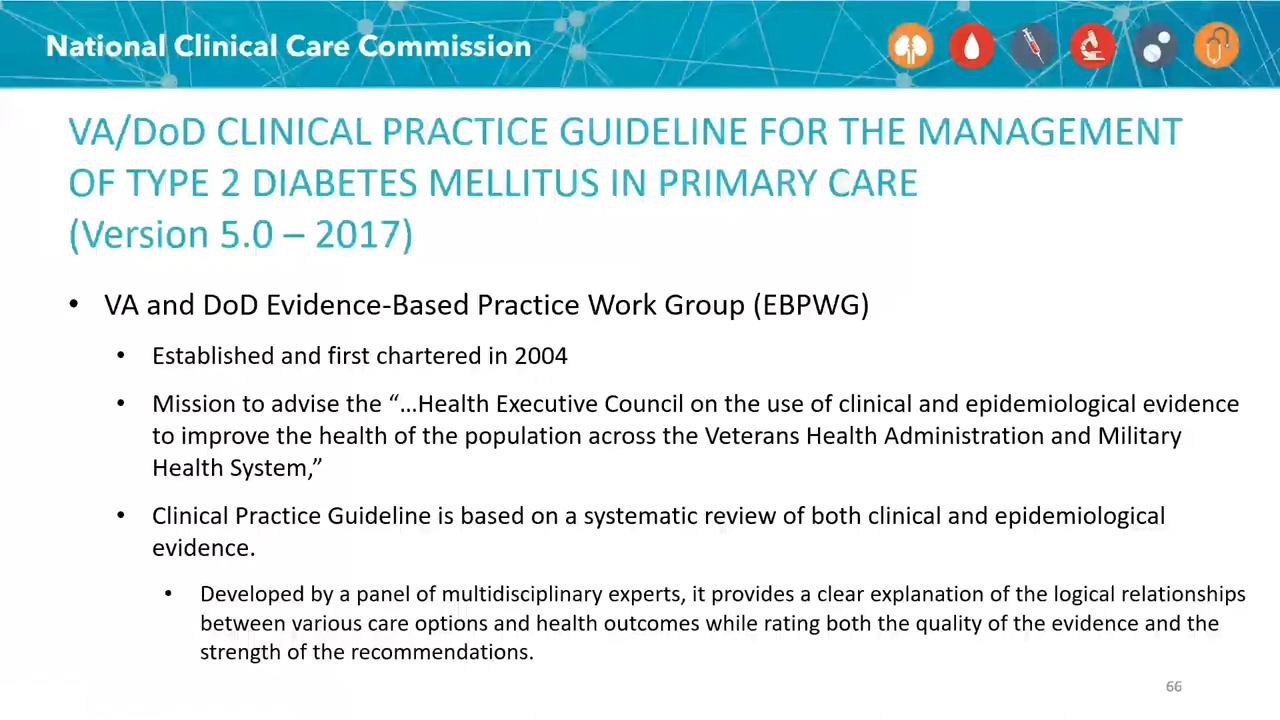 National Clinical Care Commission
VA/DoD CLINICAL PRACTICE GUIDELINE FOR THE MANAGEMENT
OF TYPE 2 DIABETES MELLITUS IN PRIMARY CARE
(Version 5.0 – 2017)
• VA and DoD Evidence-Based Practice Work Group (EBPWG)
• Established and first chartered in 2004
• Mission to advise the “…Health Executive Council on the use of clinical and epidemiological evidence
to improve the health of the population across the Veterans Health Administration and Military
Health System,”
• Clinical Practice Guideline is based on a systematic review of both clinical and epidemiological
evidence.
• Developed by a panel of multidisciplinary experts, it provides a clear explanation of the logical relationships
between various care options and health outcomes while rating both the quality of the evidence and the
strength of the recommendations.
66